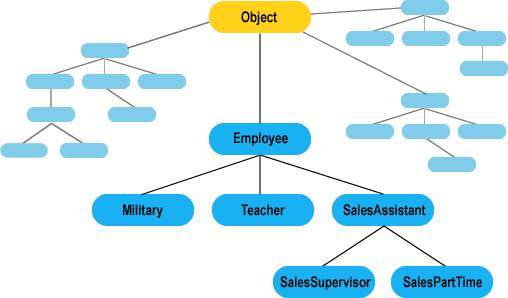 Object
Employee
Military
Teacher
SalesAssistant
SalesSupervisor
SalesPartTime